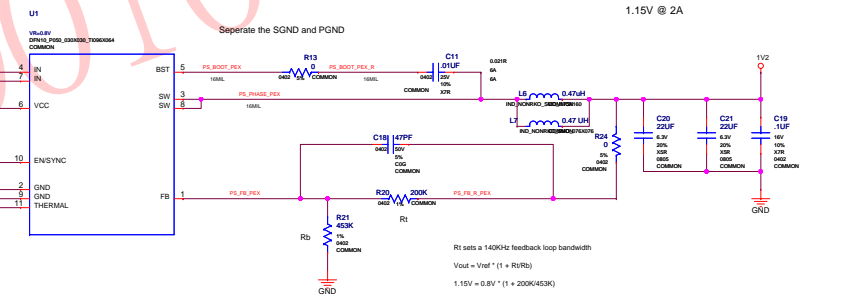 U1
1.15V @ 2A
Seperate the SGND and PGND
VR=0.8V
DFN10_P050_030X030_TI096X064
COMMON
4 IN
7 IN
6 VCC
10 EN/SYNC
2 GND
9 GND
11 THERMAL
BST 5
SW 3
SW 8
FB 1
PS_BOOT_PEX
16MIL
R13
0
0402 5% COMMON
PS_BOOT_PEX_R
16MIL
C11
.01UF
0402 25V
10%
X7R
COMMON
0.021R
6A
6A
PS_PHASE_PEX
16MIL
L6 0.47uH
L7 0.47 UH
C18 47PF
0402 50V
5%
C0G
COMMON
PS_FB_PEX
R20 200K
0402 1% COMMON
Rt
PS_FB_R_PEX
R21
453K
1%
0402
COMMON
Rb
GND
R24
0
5%
0402
COMMON
C20
22UF
6.3V
20%
X5R
0805
COMMON
C21
22UF
6.3V
20%
X5R
0805
COMMON
1V2
C19
.1UF
16V
10%
X7R
0402
COMMON
GND
Rt sets a 140KHz feedback loop bandwidth
Vout = Vref * (1 + Rt/Rb)
1.15V = 0.8V * (1 + 200K/453K)